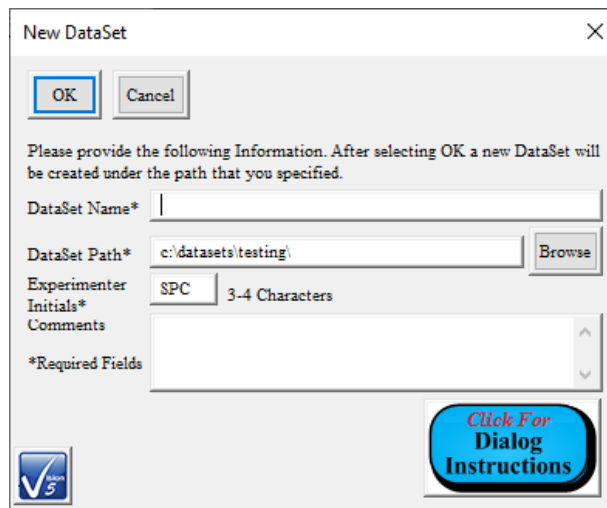 New DataSet
OK
Cancel
Please provide the following Information. After selecting OK a new DataSet will
be created under the path that you specified.
DataSet Name*
DataSet Path*
c:\datasets\testing\
Browse
Experimenter
Initials*
SPC
3-4 Characters
Comments
*Required Fields
Click For
Dialog
Instructions
Vision
5